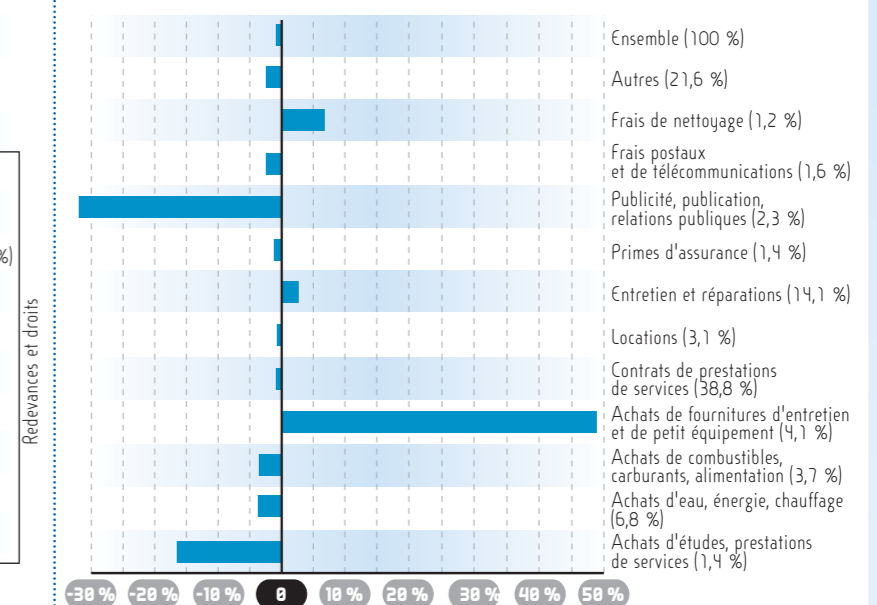 %)
Redevances et droits
Ensemble (100 %)
Autres (21,6 %)
Frais de nettoyage (1,2 %)
Frais postaux
et de télécommunications (1,6 %)
Publicité, publication,
relations publiques (2,3 %)
Primes d'assurance (1,4 %)
Entretien et réparations (14,1 %)
Locations (3,1 %)
Contrats de prestations
de services (38,8 %)
Achats de fournitures d'entretien
et de petit équipement (4,1 %)
Achats de combustibles,
carburants, alimentation (3,7 %)
Achats d'eau, énergie, chauffage
(6,8 %)
Achats d'études, prestations
de services (1,4 %)
-30 % -20 % -10 % 0 10 % 20 % 30 % 40 % 50 %